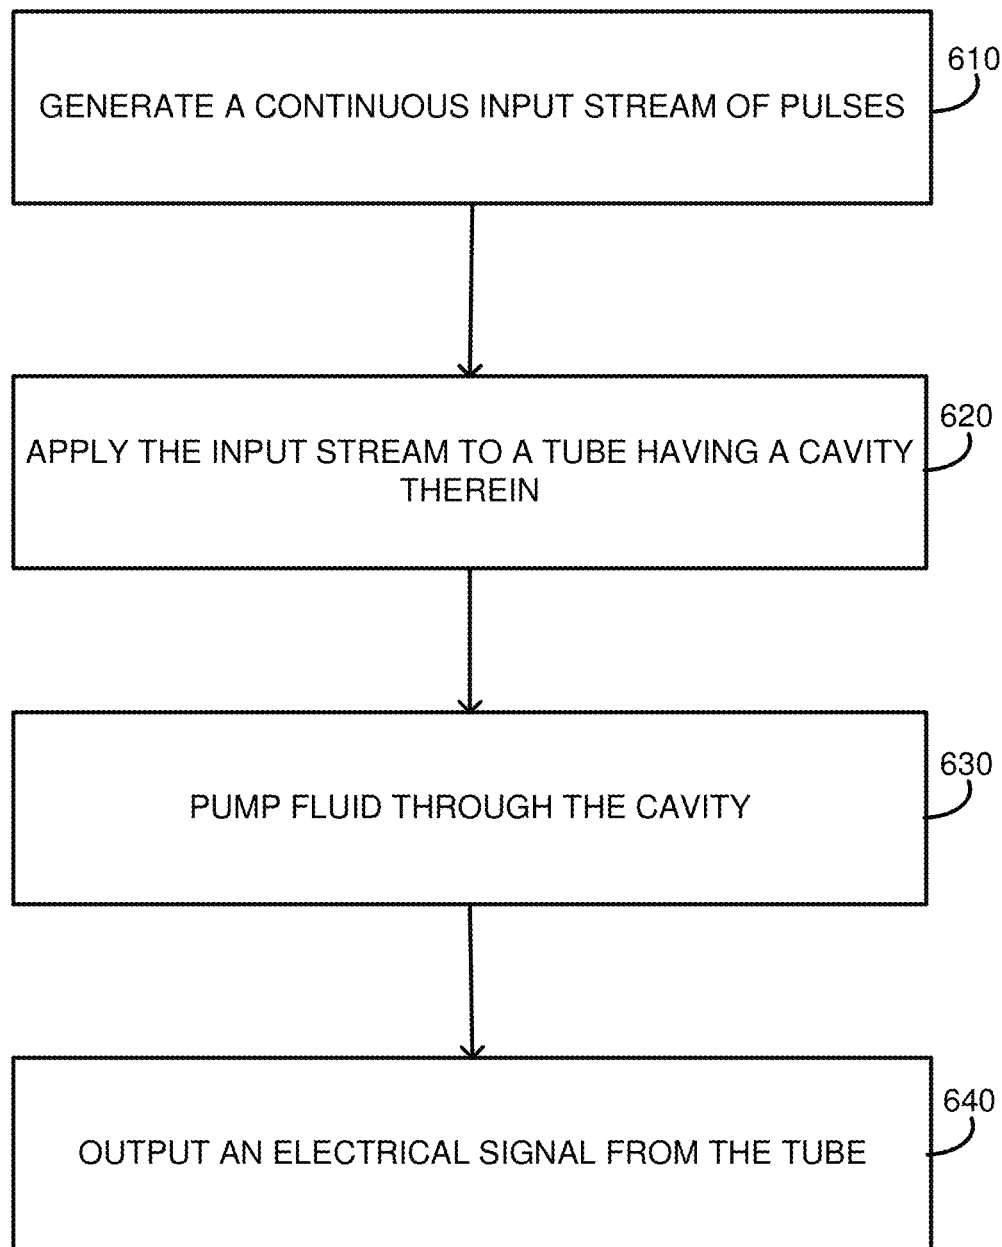 610
GENERATE A CONTINUOUS INPUT STREAM OF PULSES
620
APPLY THE INPUT STREAM TO A TUBE HAVING A CAVITY
THEREIN
630
PUMP FLUID THROUGH THE CAVITY
640
OUTPUT AN ELECTRICAL SIGNAL FROM THE TUBE